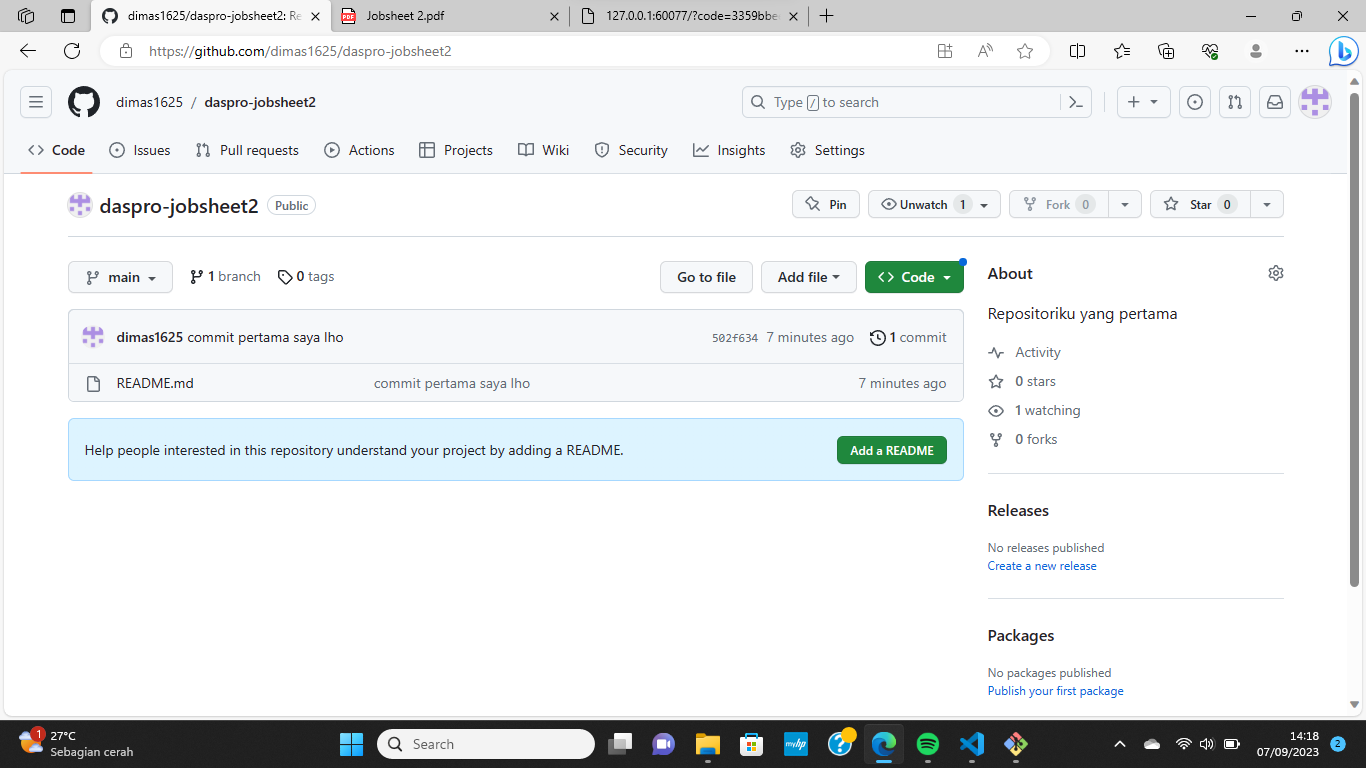 dimas1625/daspro-jobsheet2: Re
Jobsheet 2.pdf
127.0.0.1:60077/?code=3359bbe
https://github.com/dimas1625/daspro-jobsheet2
dimas1625 / daspro-jobsheet2
Type / to search
Code Issues Pull requests Actions Projects Wiki Security Insights Settings
daspro-jobsheet2 Public
Pin Unwatch 1 Fork 0 Star 0
main 1 branch 0 tags
Go to file Add file Code
dimas1625 commit pertama saya lho 502f634 7 minutes ago 1 commit
README.md commit pertama saya lho 7 minutes ago
Help people interested in this repository understand your project by adding a README. Add a README
About
Repositoriku yang pertama
Activity
0 stars
1 watching
0 forks
Releases
No releases published
Create a new release
Packages
No packages published
Publish your first package
1
27°C
Sebagian cerah
Search
myhp
14:18
07/09/2023
2